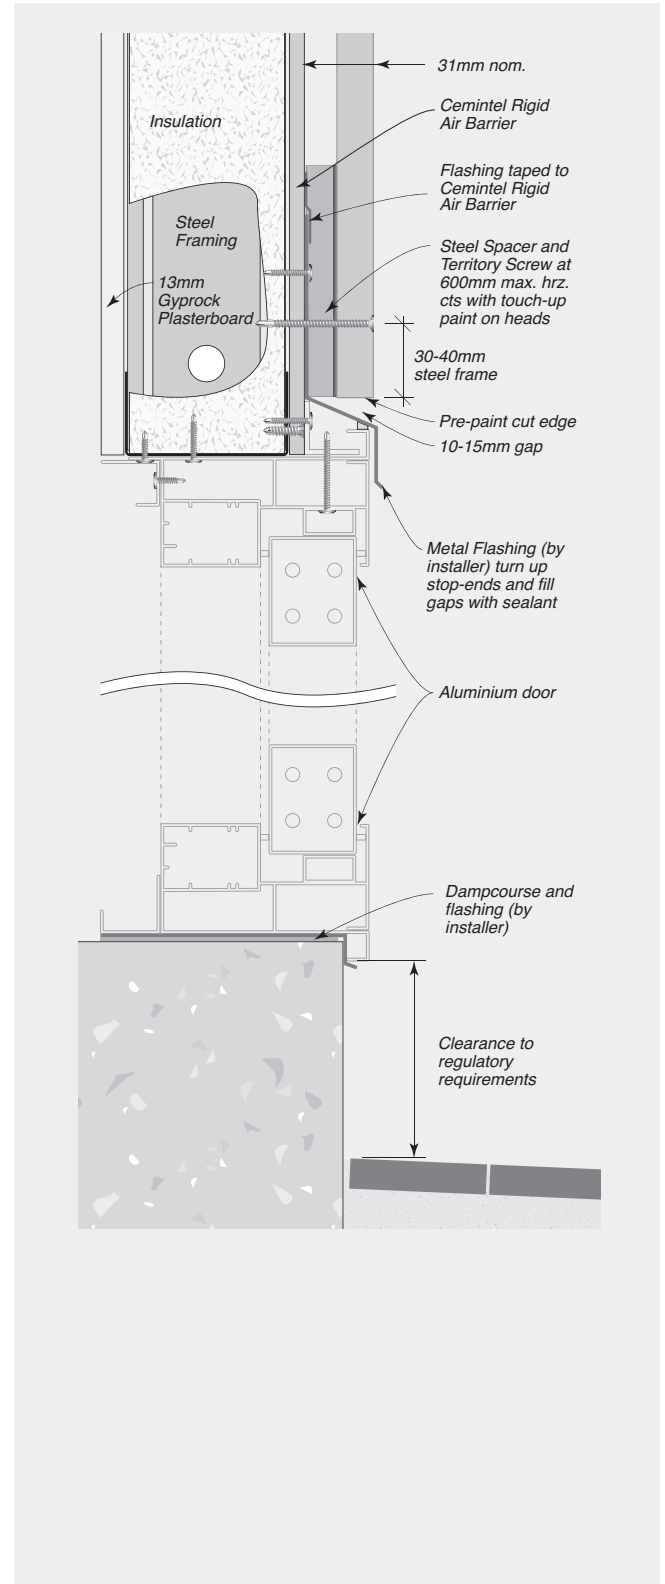 31mm nom.
Cemintel Rigid
Air Barrier
Insulation
Flashing taped to
Cemintel Rigid
Air Barrier
Steel
Framing
Steel Spacer and
Territory Screw at
600mm max. hrz.
cts with touch-up
paint on heads
13mm
Gyprock
Plasterboard
30-40mm
steel frame
Pre-paint cut edge
10-15mm gap
Metal Flashing (by
installer) turn up
stop-ends and fill
gaps with sealant
Aluminium door
Dampcourse and
flashing (by
installer)
Clearance to
regulatory
requirements